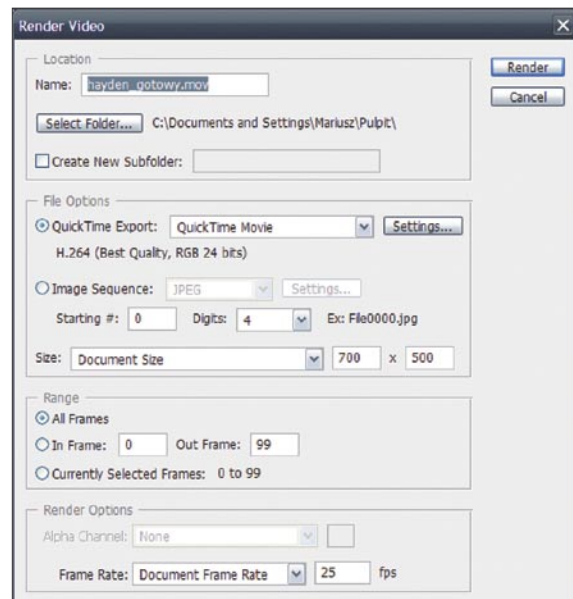 Render Video
Location
Name: hayden_gotowy.mov
Render
Cancel
Select Folder... C:\Documents and Settings\Mariusz\Pulpit\
Create New Subfolder:
File Options
QuickTime Export: QuickTime Movie Settings...
H.264 (Best Quality, RGB 24 bits)
Image Sequence: JPEG Settings...
Starting #: 0 Digits: 4 Ex: File0000.jpg
Size: Document Size 700 x 500
Range
All Frames
In Frame: 0 Out Frame: 99
Currently Selected Frames: 0 to 99
Render Options
Alpha Channel: None
Frame Rate: Document Frame Rate 25 fps